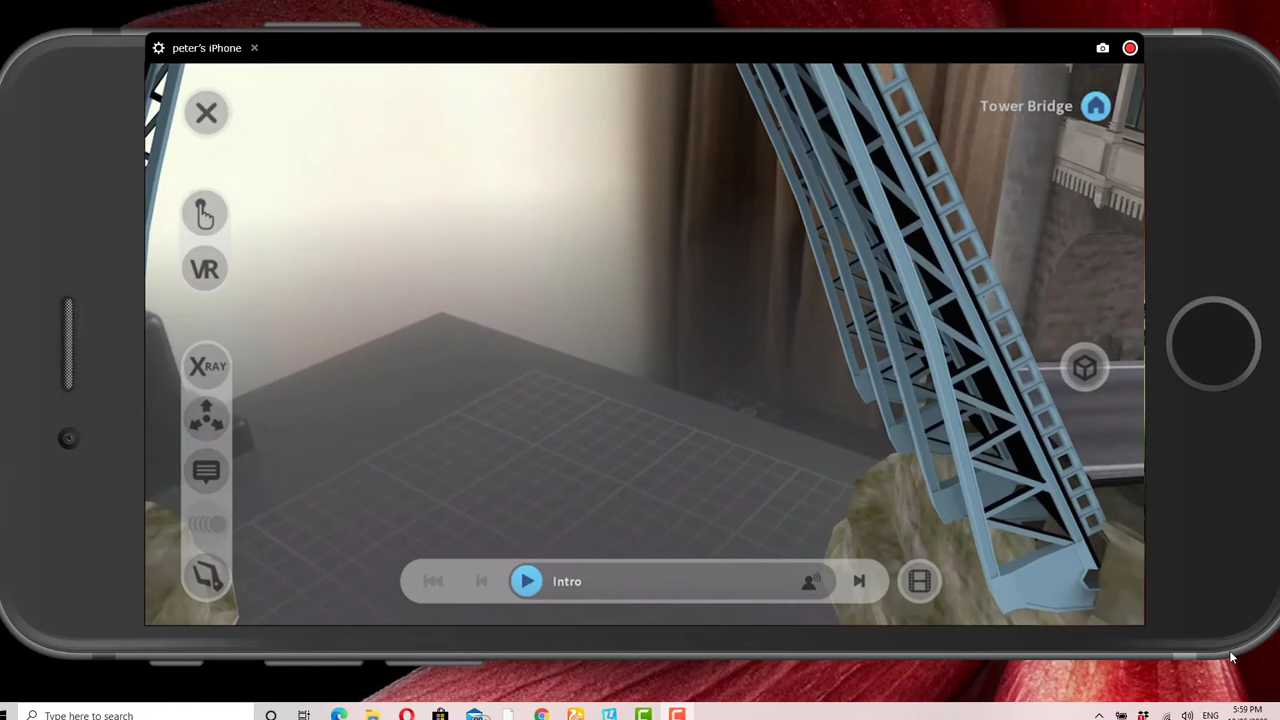 peter's iPhone
Tower Bridge
VR
XRAY
Intro
Type here to search
ENG
5:59 PM